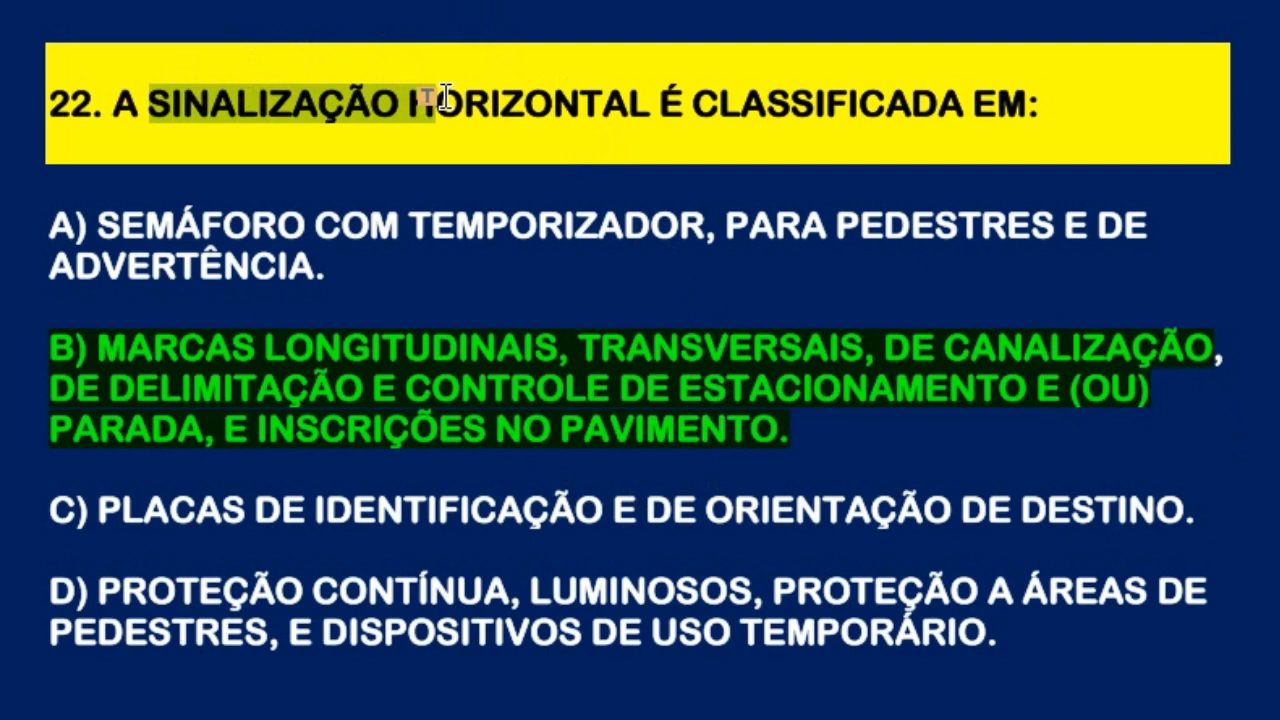 22. A SINALIZAÇÃO HORIZONTAL É CLASSIFICADA EM:
A) SEMÁFORO COM TEMPORIZADOR, PARA PEDESTRES E DE
ADVERTÊNCIA.
B) MARCAS LONGITUDINAIS, TRANSVERSAIS, DE CANALIZAÇÃO,
DE DELIMITAÇÃO E CONTROLE DE ESTACIONAMENTO E (OU)
PARADA, E INSCRIÇÕES NO PAVIMENTO.
C) PLACAS DE IDENTIFICAÇÃO E DE ORIENTAÇÃO DE DESTINO.
D) PROTEÇÃO CONTÍNUA, LUMINOSOS, PROTEÇÃO A ÁREAS DE
PEDESTRES, E DISPOSITIVOS DE USO TEMPORÁRIO.